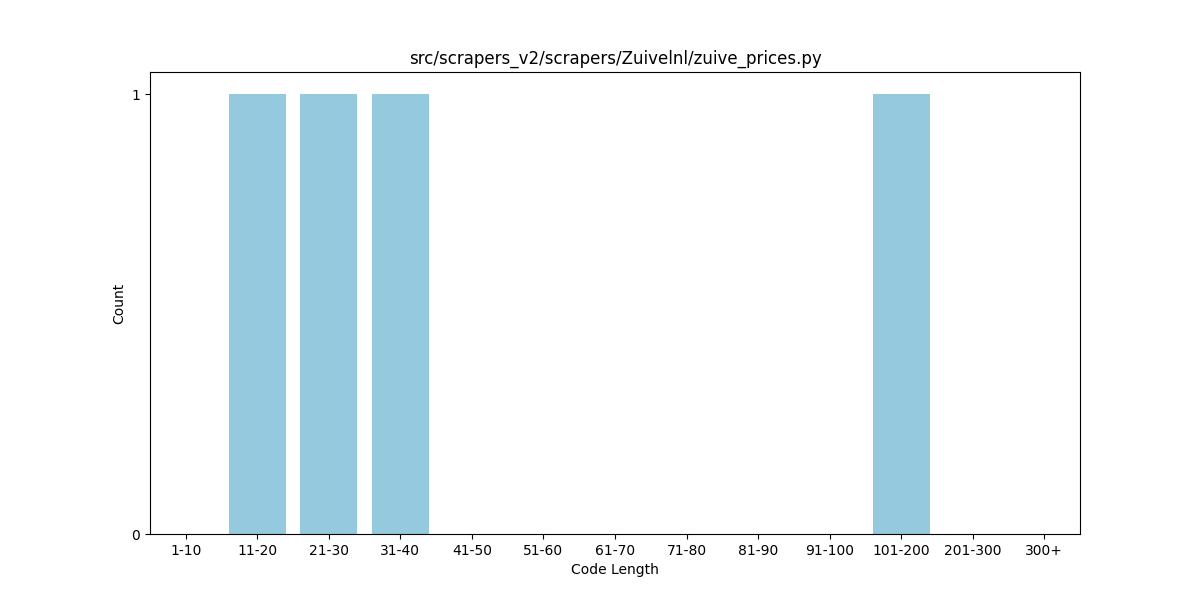 src/scrapers_v2/scrapers/Zuivelnl/zuive_prices.py
1
Count
0
1-10 11-20 21-30 31-40 41-50 51-60 61-70 71-80 81-90 91-100 101-200 201-300 300+
Code Length